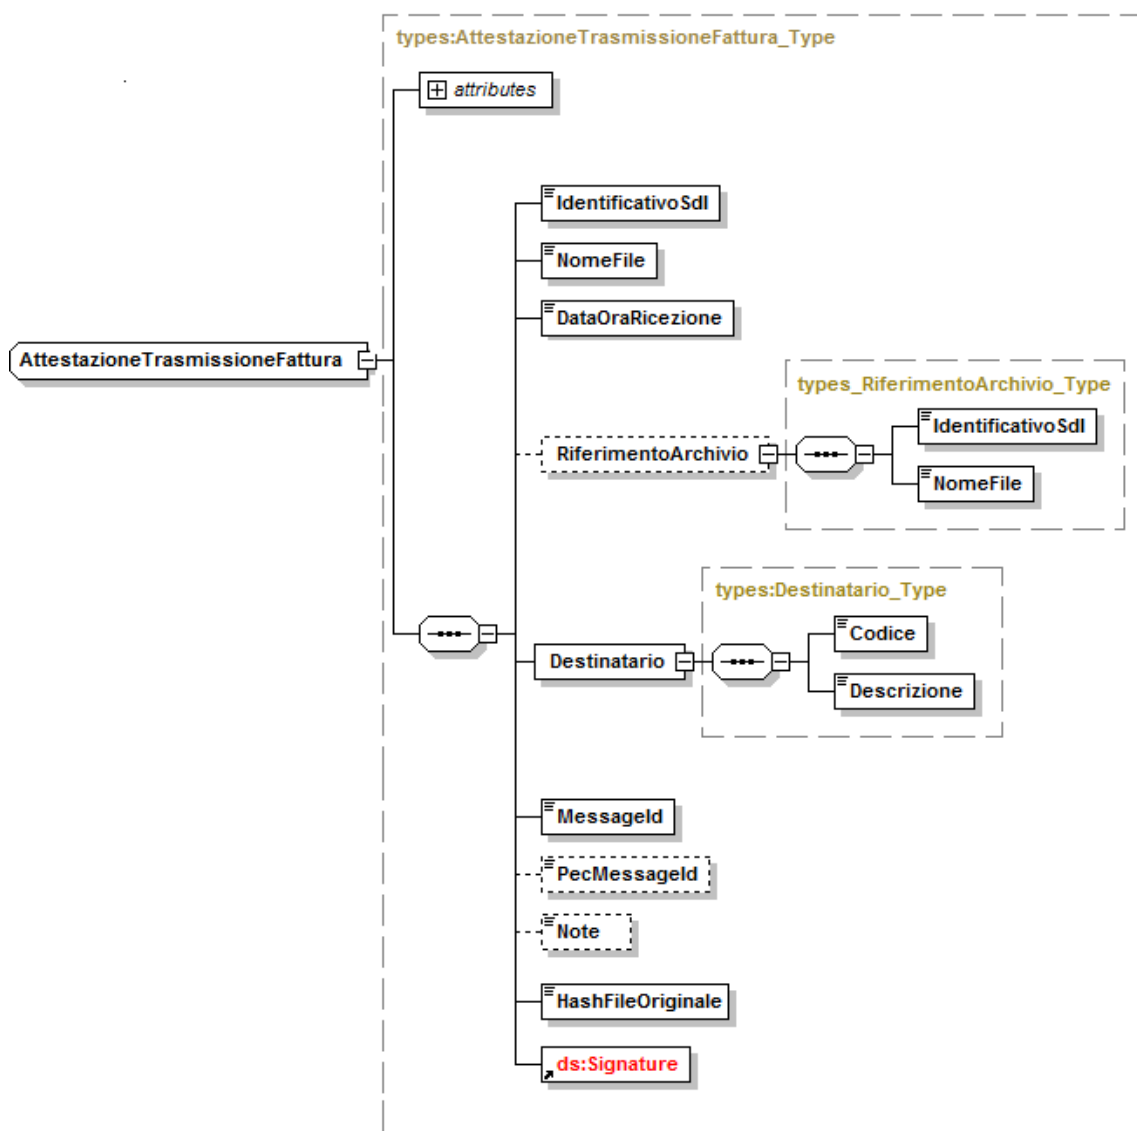 types:AttestazioneTrasmissioneFattura_Type
attributes
IdentificativoSdI
NomeFile
DataOraRicezione
AttestazioneTrasmissioneFattura
types_RiferimentoArchivio_Type
IdentificativoSdI
RiferimentoArchivio
NomeFile
types:Destinatario_Type
Codice
Destinatario
Descrizione
MessageId
PecMessageId
Note
HashFileOriginale
ds:Signature